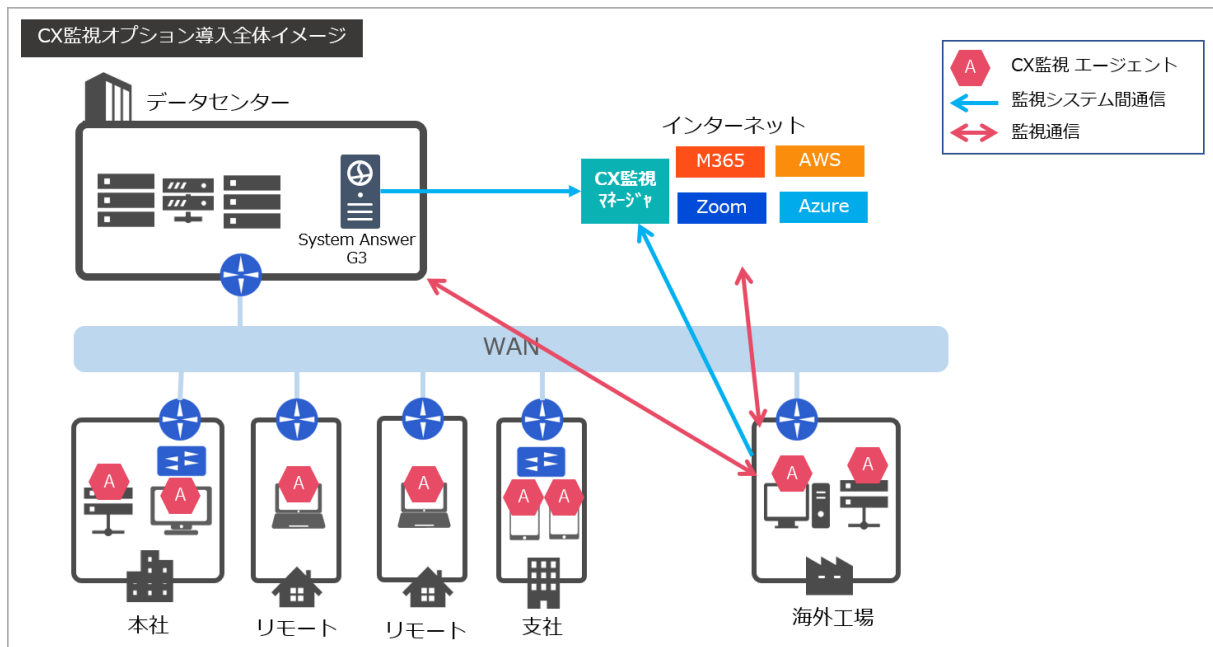 CX監視オプション導入全体イメージ
データセンター
System Answer
G3
インターネット
CX監視
マネージャ
M365
AWS
Zoom
Azure
A
CX監視 エージェント
監視システム間通信
監視通信
WAN
A
A
A
A
A
A
A
A
本社
リモート
リモート
支社
海外工場